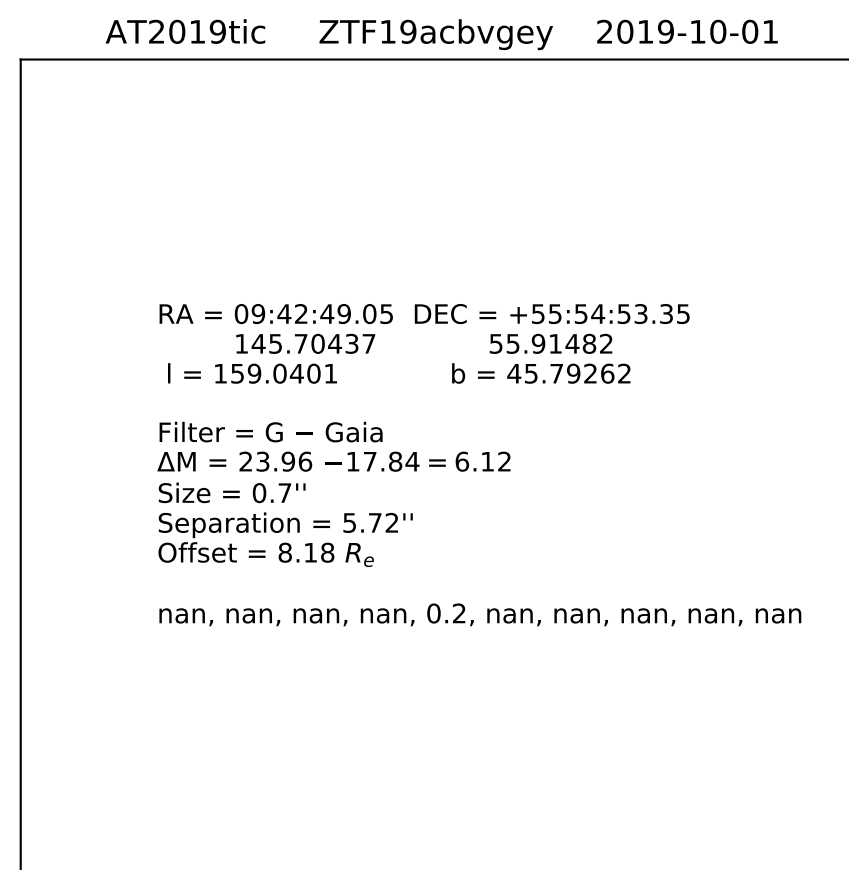 AT2019tic ZTF19acbvgey 2019-10-01
RA = 09:42:49.05 DEC = +55:54:53.35
145.70437 55.91482
l = 159.0401 b = 45.79262
Filter = G − Gaia
ΔM = 23.96 −17.84 = 6.12
Size = 0.7''
Separation = 5.72''
Offset = 8.18 Re
nan, nan, nan, nan, 0.2, nan, nan, nan, nan, nan